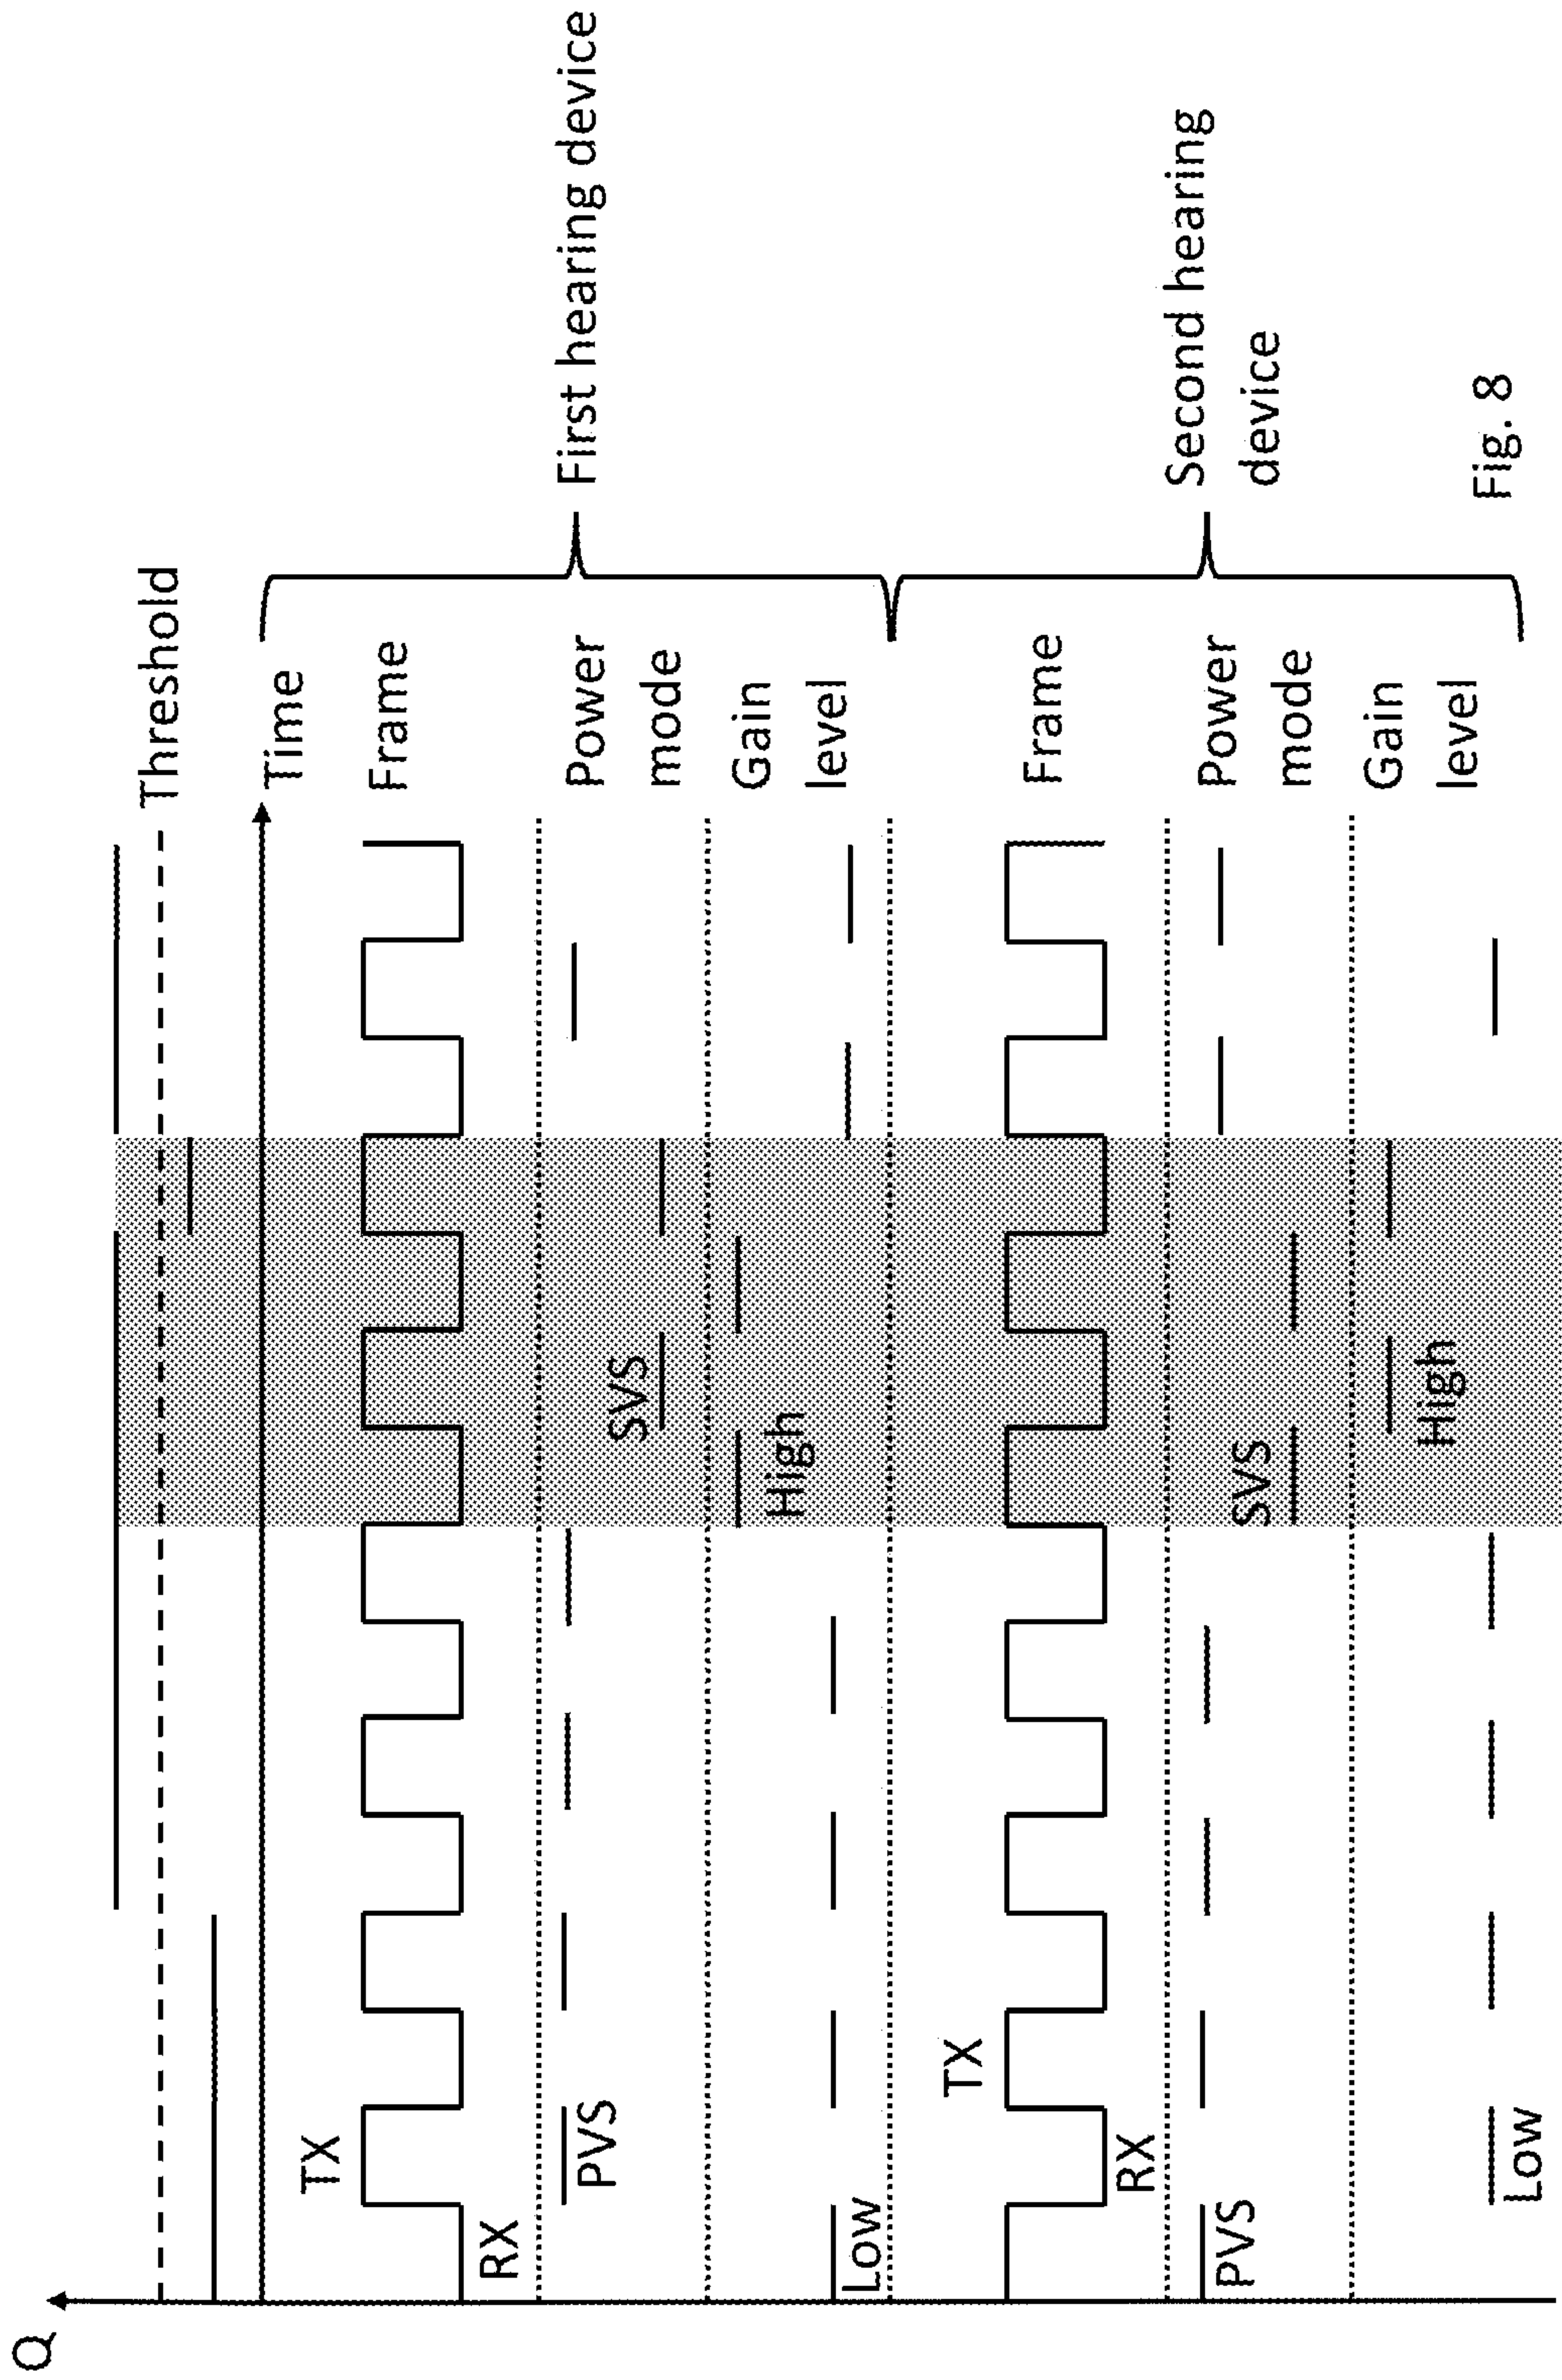 Q
Threshold
Time
TX
Frame
RX
First hearing device
PVS
SVS
Power
mode
High
Gain
level
Low
TX
Frame
RX
Second hearing
device
PVS
SVS
Power
mode
High
Gain
level
Low
Fig. 8